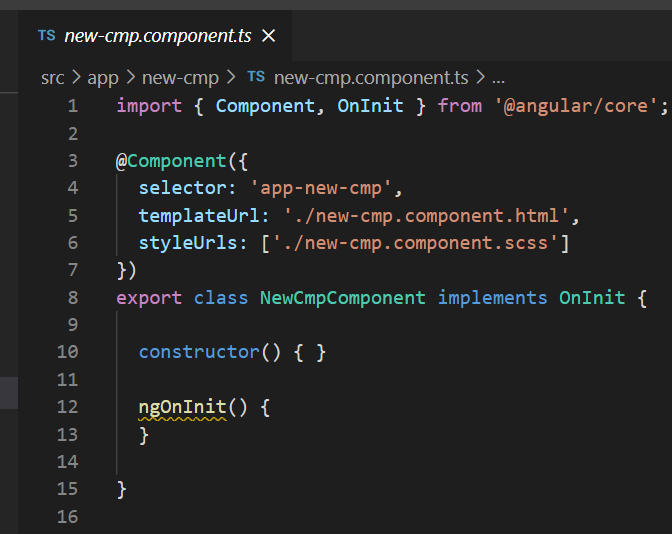 TS new-cmp.component.ts ×
src > app > new-cmp > TS new-cmp.component.ts > ...
1 import { Component, OnInit } from '@angular/core';
2
3 @Component({
4   selector: 'app-new-cmp',
5   templateUrl: './new-cmp.component.html',
6   styleUrls: ['./new-cmp.component.scss']
7 })
8 export class NewCmpComponent implements OnInit {
9
10   constructor() { }
11
12   ngOnInit() {
13   }
14
15 }
16